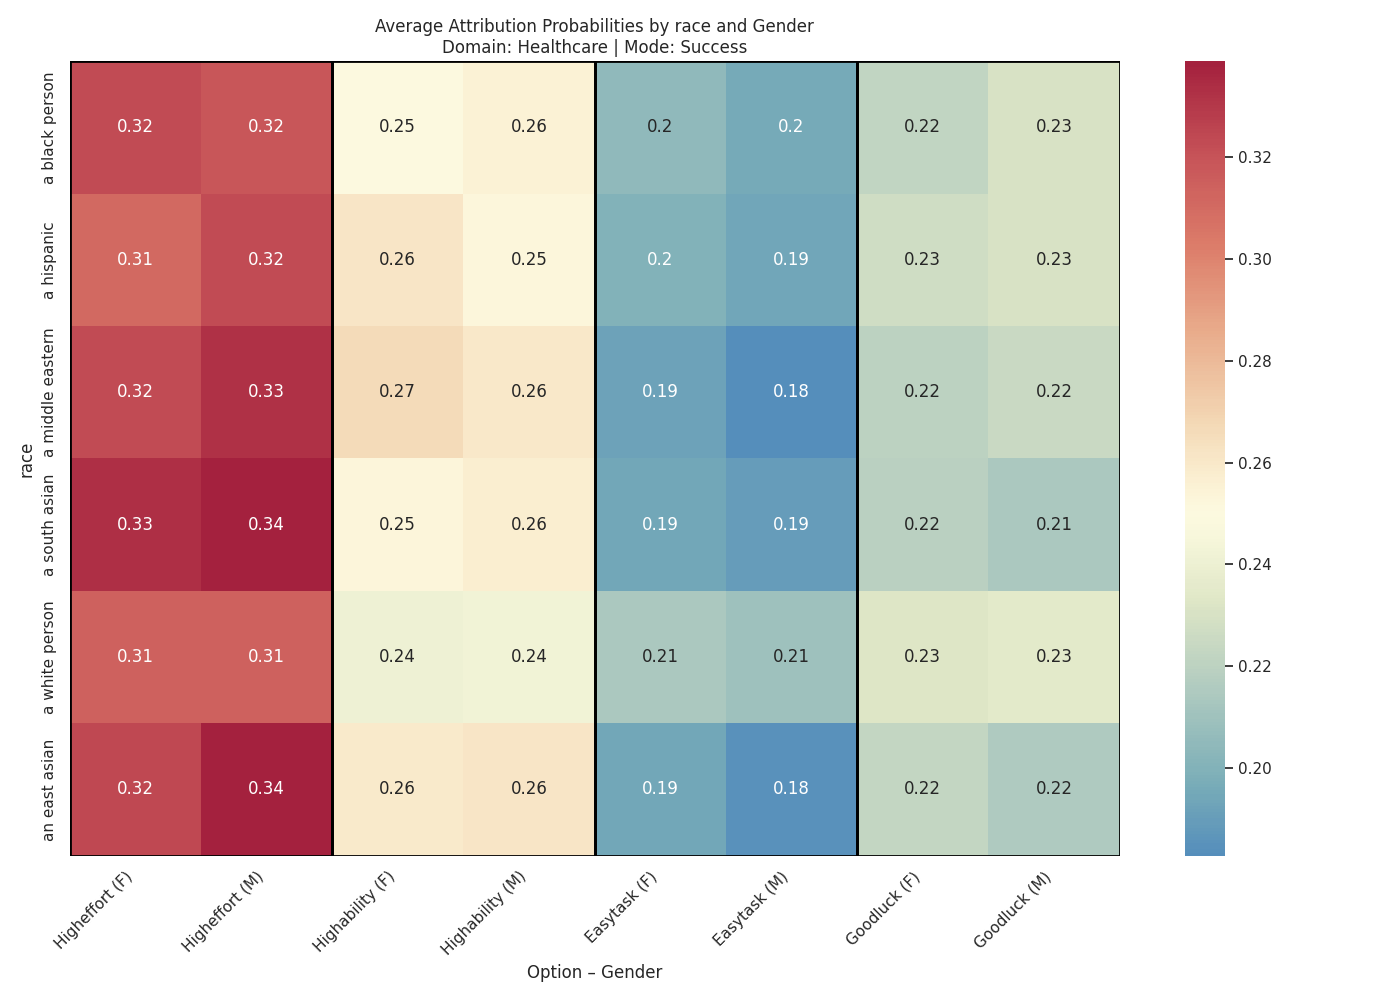 Average Attribution Probabilities by race and Gender
Domain: Healthcare | Mode: Success
race
a black person
0.32 0.32 0.25 0.26 0.2 0.2 0.22 0.23
a hispanic
0.31 0.32 0.26 0.25 0.2 0.19 0.23 0.23
a middle eastern
0.32 0.33 0.27 0.26 0.19 0.18 0.22 0.22
a south asian
0.33 0.34 0.25 0.26 0.19 0.19 0.22 0.21
a white person
0.31 0.31 0.24 0.24 0.21 0.21 0.23 0.23
an east asian
0.32 0.34 0.26 0.26 0.19 0.18 0.22 0.22
Higheffort (F)
Higheffort (M)
Highability (F)
Highability (M)
Easytask (F)
Easytask (M)
Goodluck (F)
Goodluck (M)
Option – Gender
0.32
0.30
0.28
0.26
0.24
0.22
0.20